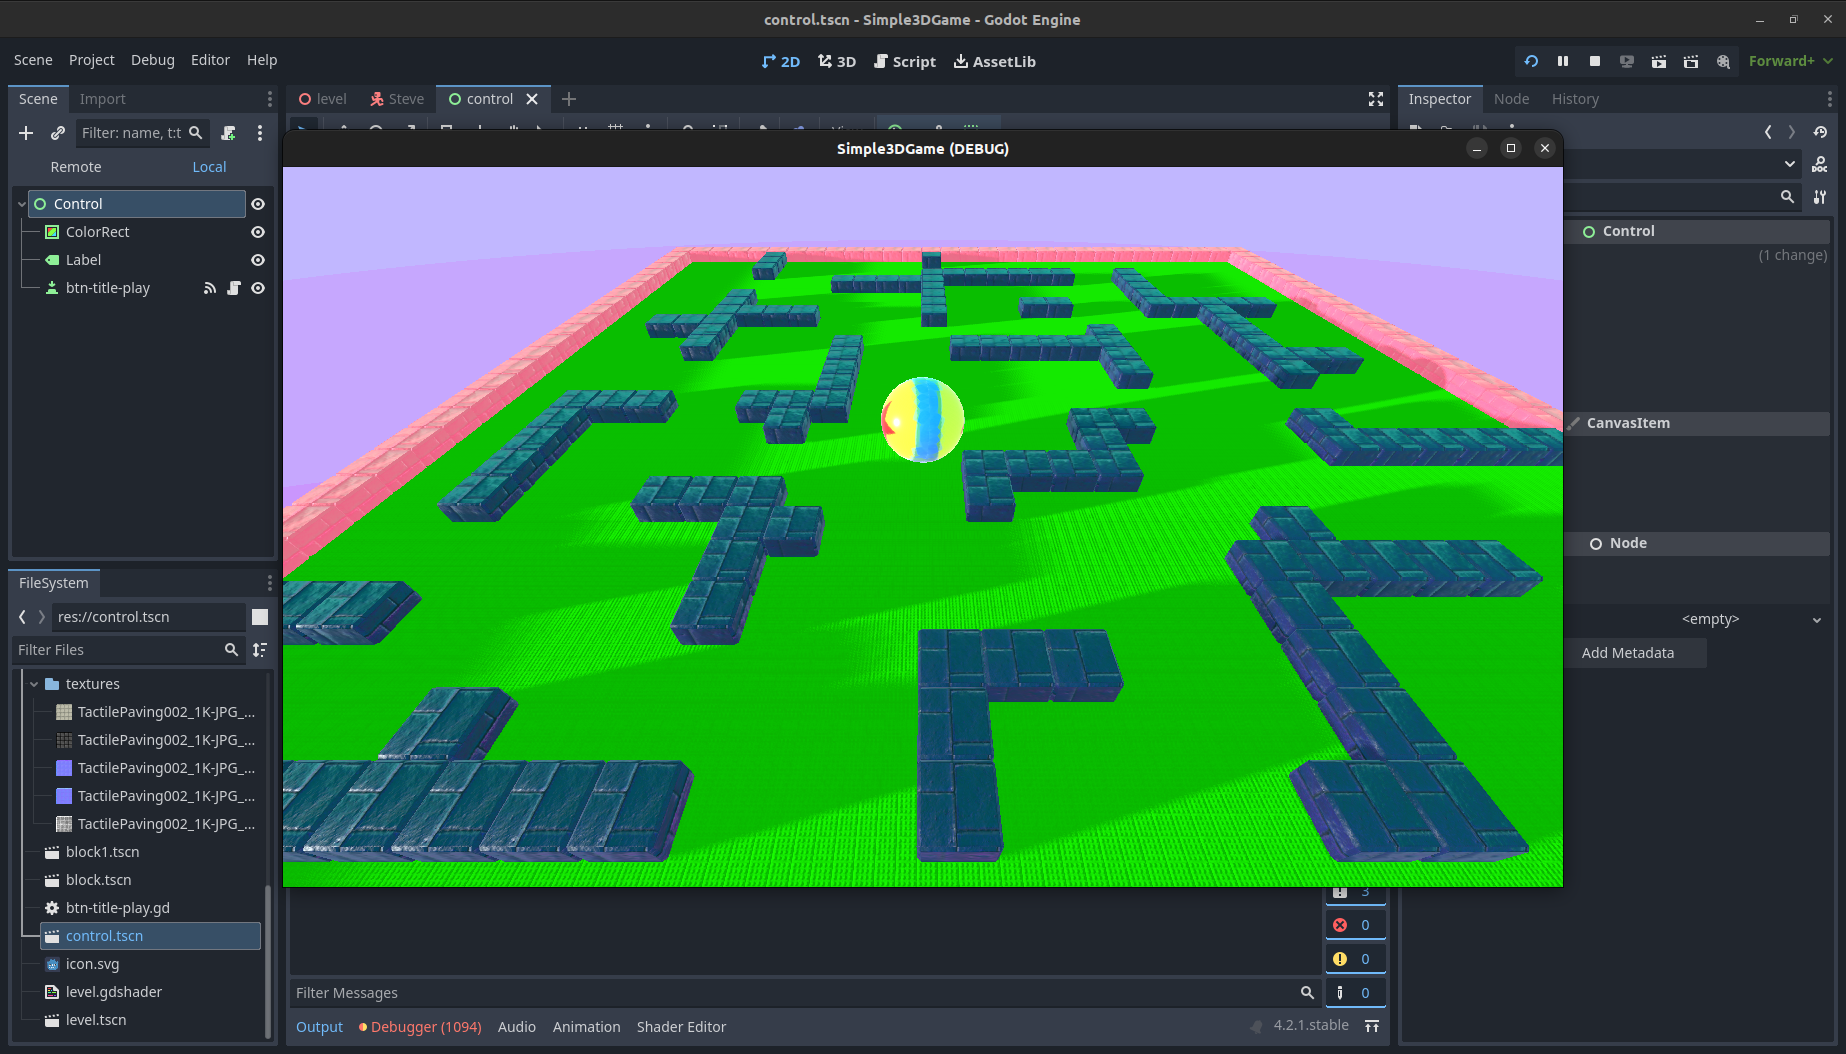 control.tscn - Simple3DGame - Godot Engine
Scene Project Debug Editor Help
2D 3D Script AssetLib
Forward+
Scene Import
level Steve control
Inspector Node History
Filter: name, t:t
Remote Local
Control
ColorRect
Label
btn-title-play
Simple3DGame (DEBUG)
DOC
Control
(1 change)
CanvasItem
Node
<empty>
Add Metadata
FileSystem
res://control.tscn
Filter Files
textures
TactilePaving002_1K-JPG_...
TactilePaving002_1K-JPG_...
TactilePaving002_1K-JPG_...
TactilePaving002_1K-JPG_...
TactilePaving002_1K-JPG_...
block1.tscn
block.tscn
btn-title-play.gd
control.tscn
icon.svg
level.gdshader
level.tscn
3
0
0
0
Filter Messages
Output Debugger (1094) Audio Animation Shader Editor
4.2.1.stable